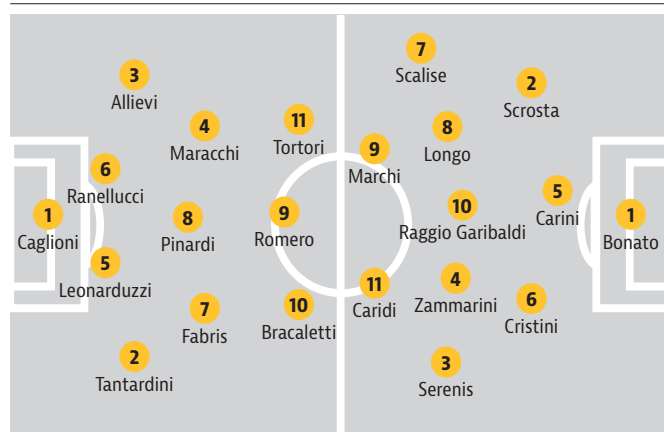 3
Allievi
4
Maracchi
11
Tortori
6
Ranellucci
1
Caglioni
8
Pinardi
9
Romero
5
Leonarduzzi
7
Fabris
10
Bracaletti
2
Tantardini
7
Scalise
2
Scrosta
8
Longo
9
Marchi
5
Carini
10
Raggio Garibaldi
1
Bonato
4
Zammarini
11
Caridi
6
Cristini
3
Serenis